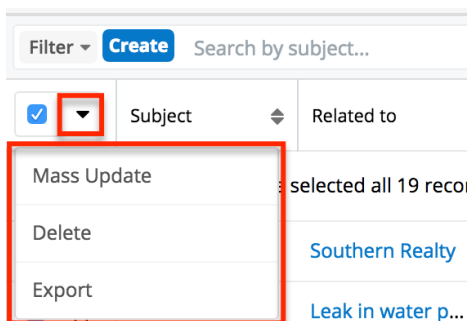 Filter Create Search by subject...
Subject Related to
Mass Update
selected all 19 recor
Delete
Southern Realty
Export
Leak in water p...